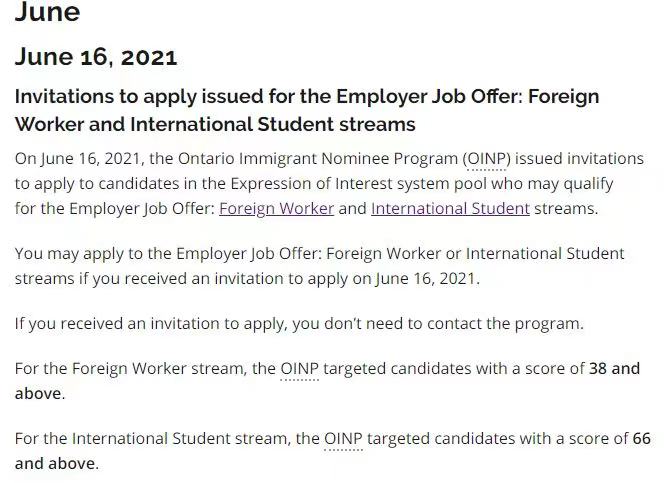 June
June 16, 2021
Invitations to apply issued for the Employer Job Offer: Foreign
Worker and International Student streams
On June 16, 2021, the Ontario Immigrant Nominee Program (OINP) issued invitations
to apply to candidates in the Expression of Interest system pool who may qualify
for the Employer Job Offer: Foreign Worker and International Student streams.
You may apply to the Employer Job Offer: Foreign Worker or International Student
streams if you received an invitation to apply on June 16, 2021.
If you received an invitation to apply, you don’t need to contact the program.
For the Foreign Worker stream, the OINP targeted candidates with a score of 38 and
above.
For the International Student stream, the OINP targeted candidates with a score of 66
and above.